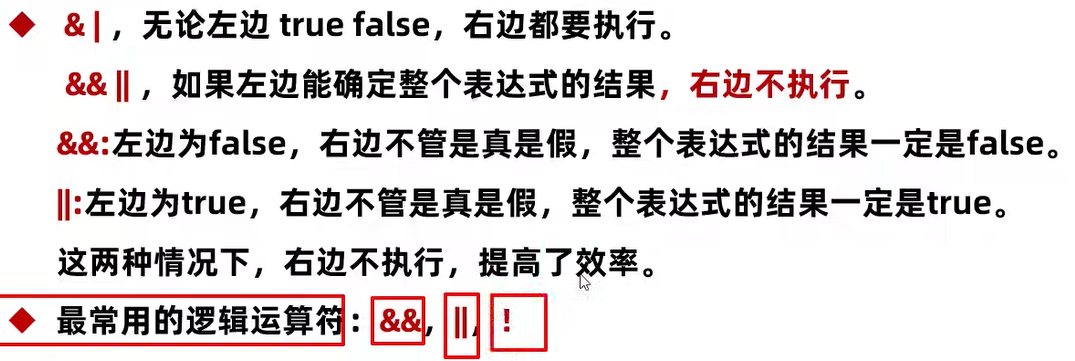 ◆ & |，无论左边 true false，右边都要执行。
&& ||，如果左边能确定整个表达式的结果，右边不执行。
&&:左边为false，右边不管是真是假，整个表达式的结果一定是false。
||:左边为true，右边不管是真是假，整个表达式的结果一定是true。
这两种情况下，右边不执行，提高了效率。
◆ 最常用的逻辑运算符：&&，||，!